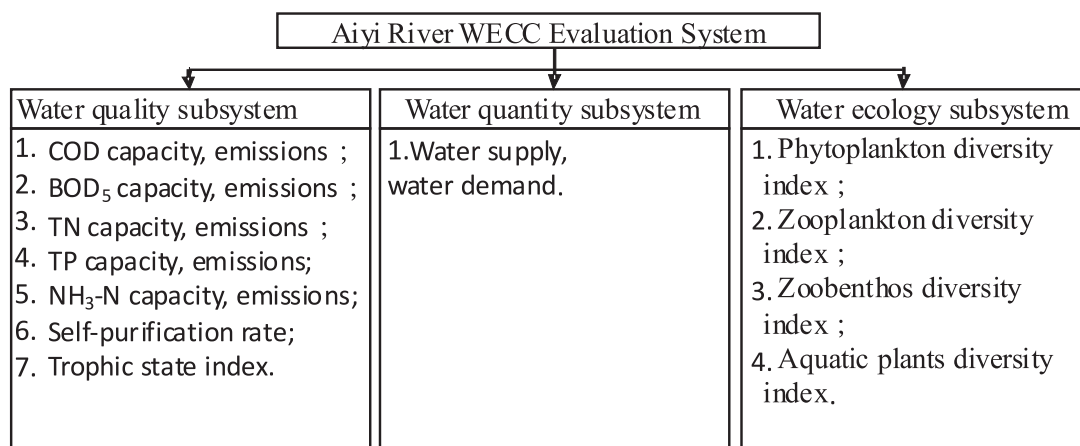 Aiyi River WECC Evaluation System
Water quality subsystem
1. COD capacity, emissions ;
2. BOD₅ capacity, emissions ;
3. TN capacity, emissions ;
4. TP capacity, emissions;
5. NH₃-N capacity, emissions;
6. Self-purification rate;
7. Trophic state index.
Water quantity subsystem
1.Water supply,
water demand.
Water ecology subsystem
1. Phytoplankton diversity
index ;
2. Zooplankton diversity
index ;
3. Zoobenthos diversity
index ;
4. Aquatic plants diversity
index.